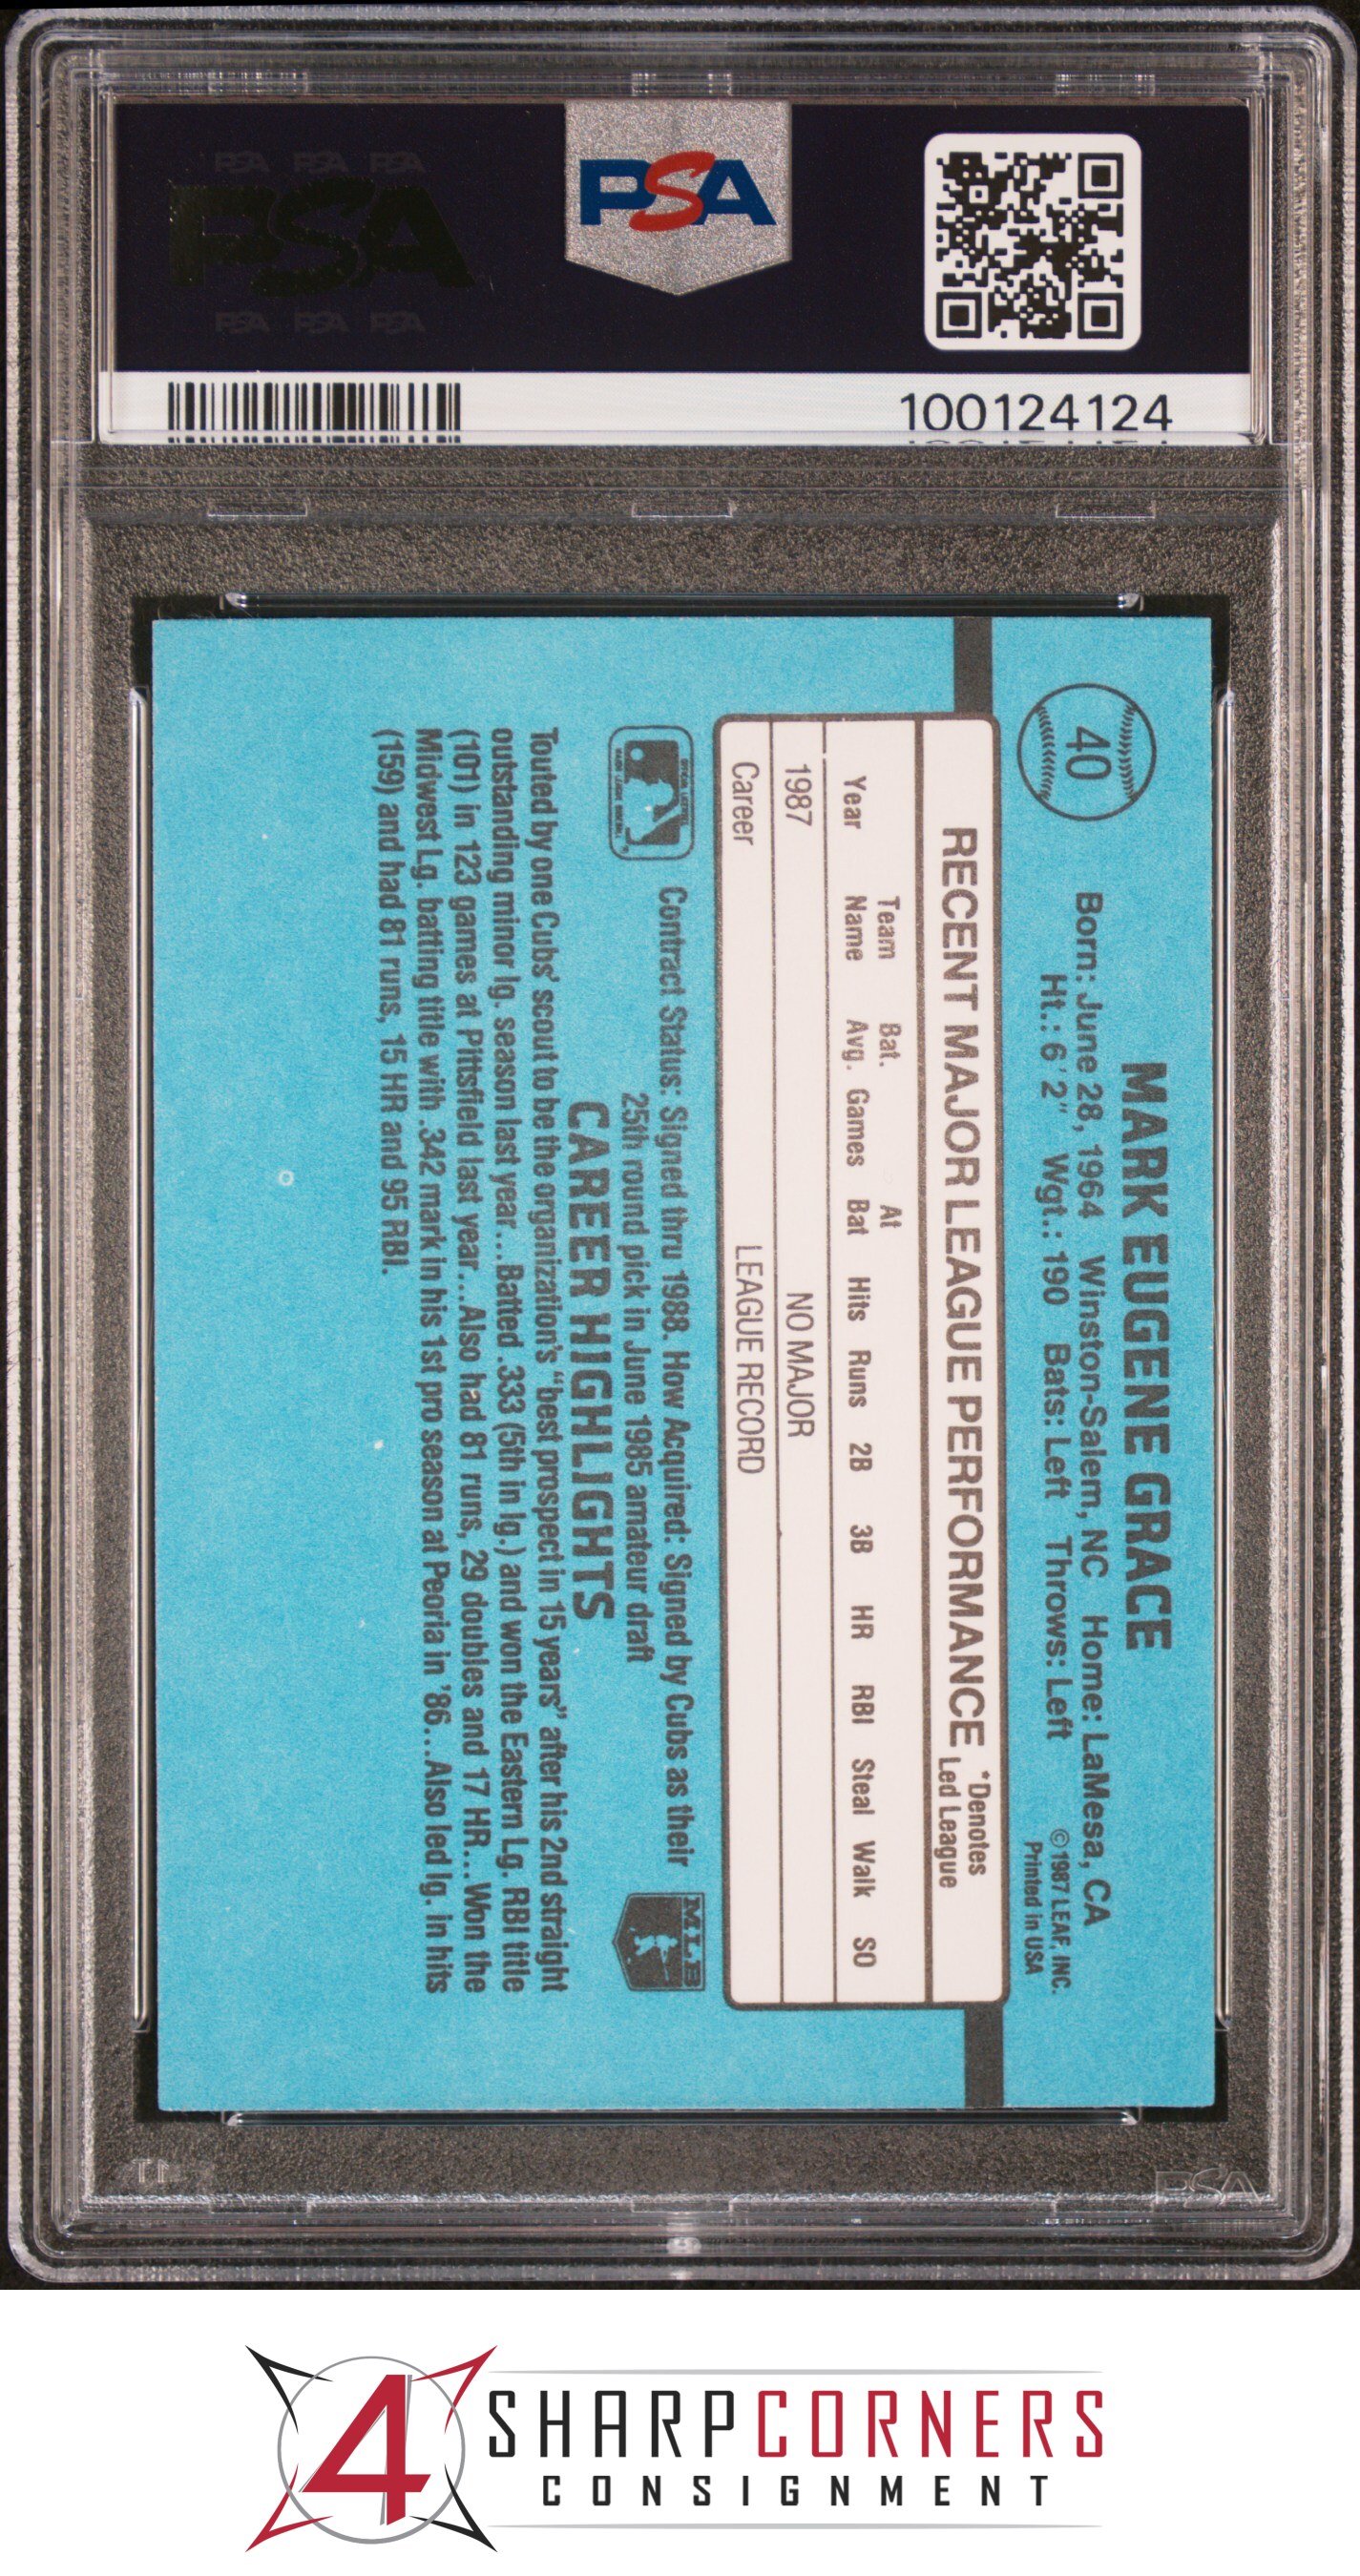 PSA PSA PSA
PSA
PSA PSA PSA
PSA
100124124
40
MARK EUGENE GRACE
Born: June 28, 1964 Winston-Salem, NC Home: LaMesa, CA
Ht.: 6'2" Wgt.: 190 Bats: Left Throws: Left
© 1987 LEAF, INC.
Printed in USA
RECENT MAJOR LEAGUE PERFORMANCE *Denotes Led League
Year Team Name Bat. Avg. Games At Bat Hits Runs 2B 3B HR RBI Steal Walk SO
1987 NO MAJOR
Career LEAGUE RECORD
Contract Status: Signed thru 1988. How Acquired: Signed by Cubs as their
25th round pick in June 1985 amateur draft
MLB
CAREER HIGHLIGHTS
Touted by one Cubs' scout to be the organization's "best prospect in 15 years" after his 2nd straight
outstanding minor lg. season last year...Batted .333 (5th in lg.) and won the Eastern Lg. RBI title
(101) in 123 games at Pittsfield last year...Also had 81 runs, 29 doubles and 17 HR...Won the
Midwest Lg. batting title with .342 mark in his 1st pro season at Peoria in '86...Also led lg. in hits
(159) and had 81 runs, 15 HR and 95 RBI.
PSA
4
SHARPCORNERS
CONSIGNMENT